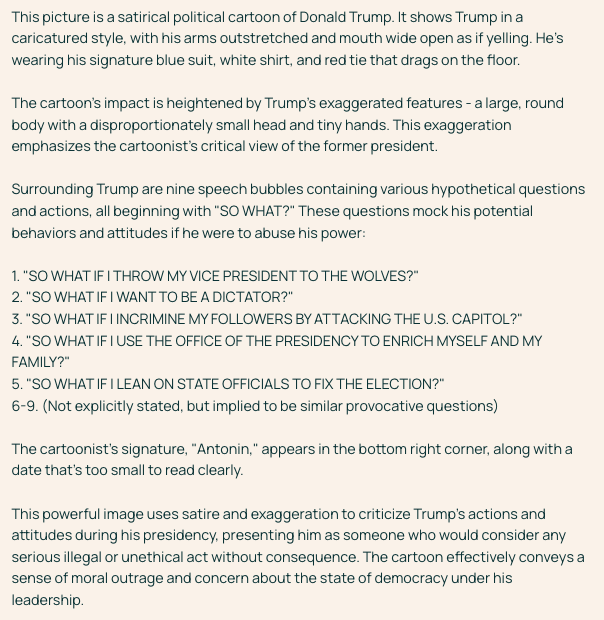 This picture is a satirical political cartoon of Donald Trump. It shows Trump in a
caricatured style, with his arms outstretched and mouth wide open as if yelling. He's
wearing his signature blue suit, white shirt, and red tie that drags on the floor.
The cartoon's impact is heightened by Trump's exaggerated features - a large, round
body with a disproportionately small head and tiny hands. This exaggeration
emphasizes the cartoonist's critical view of the former president.
Surrounding Trump are nine speech bubbles containing various hypothetical questions
and actions, all beginning with "SO WHAT?" These questions mock his potential
behaviors and attitudes if he were to abuse his power:
1. "SO WHAT IF I THROW MY VICE PRESIDENT TO THE WOLVES?"
2. "SO WHAT IF I WANT TO BE A DICTATOR?"
3. "SO WHAT IF I INCRIMINE MY FOLLOWERS BY ATTACKING THE U.S. CAPITOL?"
4. "SO WHAT IF I USE THE OFFICE OF THE PRESIDENCY TO ENRICH MYSELF AND MY
FAMILY?"
5. "SO WHAT IF I LEAN ON STATE OFFICIALS TO FIX THE ELECTION?"
6-9. (Not explicitly stated, but implied to be similar provocative questions)
The cartoonist's signature, "Antonin," appears in the bottom right corner, along with a
date that's too small to read clearly.
This powerful image uses satire and exaggeration to criticize Trump's actions and
attitudes during his presidency, presenting him as someone who would consider any
serious illegal or unethical act without consequence. The cartoon effectively conveys a
sense of moral outrage and concern about the state of democracy under his
leadership.